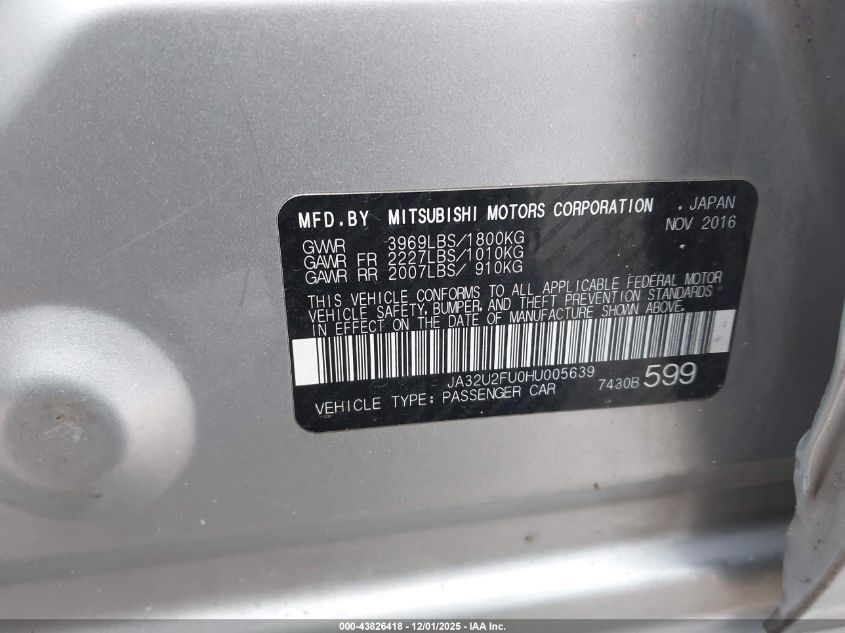 MFD.BY MITSUBISHI MOTORS CORPORATION , JAPAN
NOV 2016
GVWR 3969LBS/1800KG
GAWR FR 2227LBS/1010KG
GAWR RR 2007LBS/ 910KG
THIS VEHICLE CONFORMS TO ALL APPLICABLE FEDERAL MOTOR
VEHICLE SAFETY, BUMPER, AND THEFT PREVENTION STANDARDS
IN EFFECT ON THE DATE OF MANUFACTURE SHOWN ABOVE.
JA32U2FU0HU005639
7430B 599
VEHICLE TYPE: PASSENGER CAR
000-43826418 - 12/01/2025 - IAA Inc.